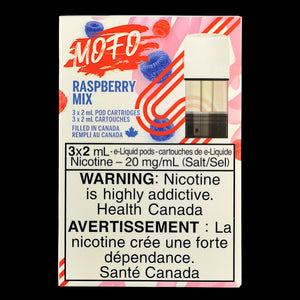 MOFO
RASPBERRY
MIX
3 x 2 mL POD CARTRIDGES
3 x 2 mL CARTOUCHES
FILLED IN CANADA
REMPLI AU CANADA
3x2 mL - e-Liquid pods-cartouches de e-Liquide
Nicotine – 20 mg/mL (Salt/Sel)
WARNING: Nicotine
is highly addictive.
Health Canada
AVERTISSEMENT : La
nicotine crée une forte
dépendance.
Santé Canada